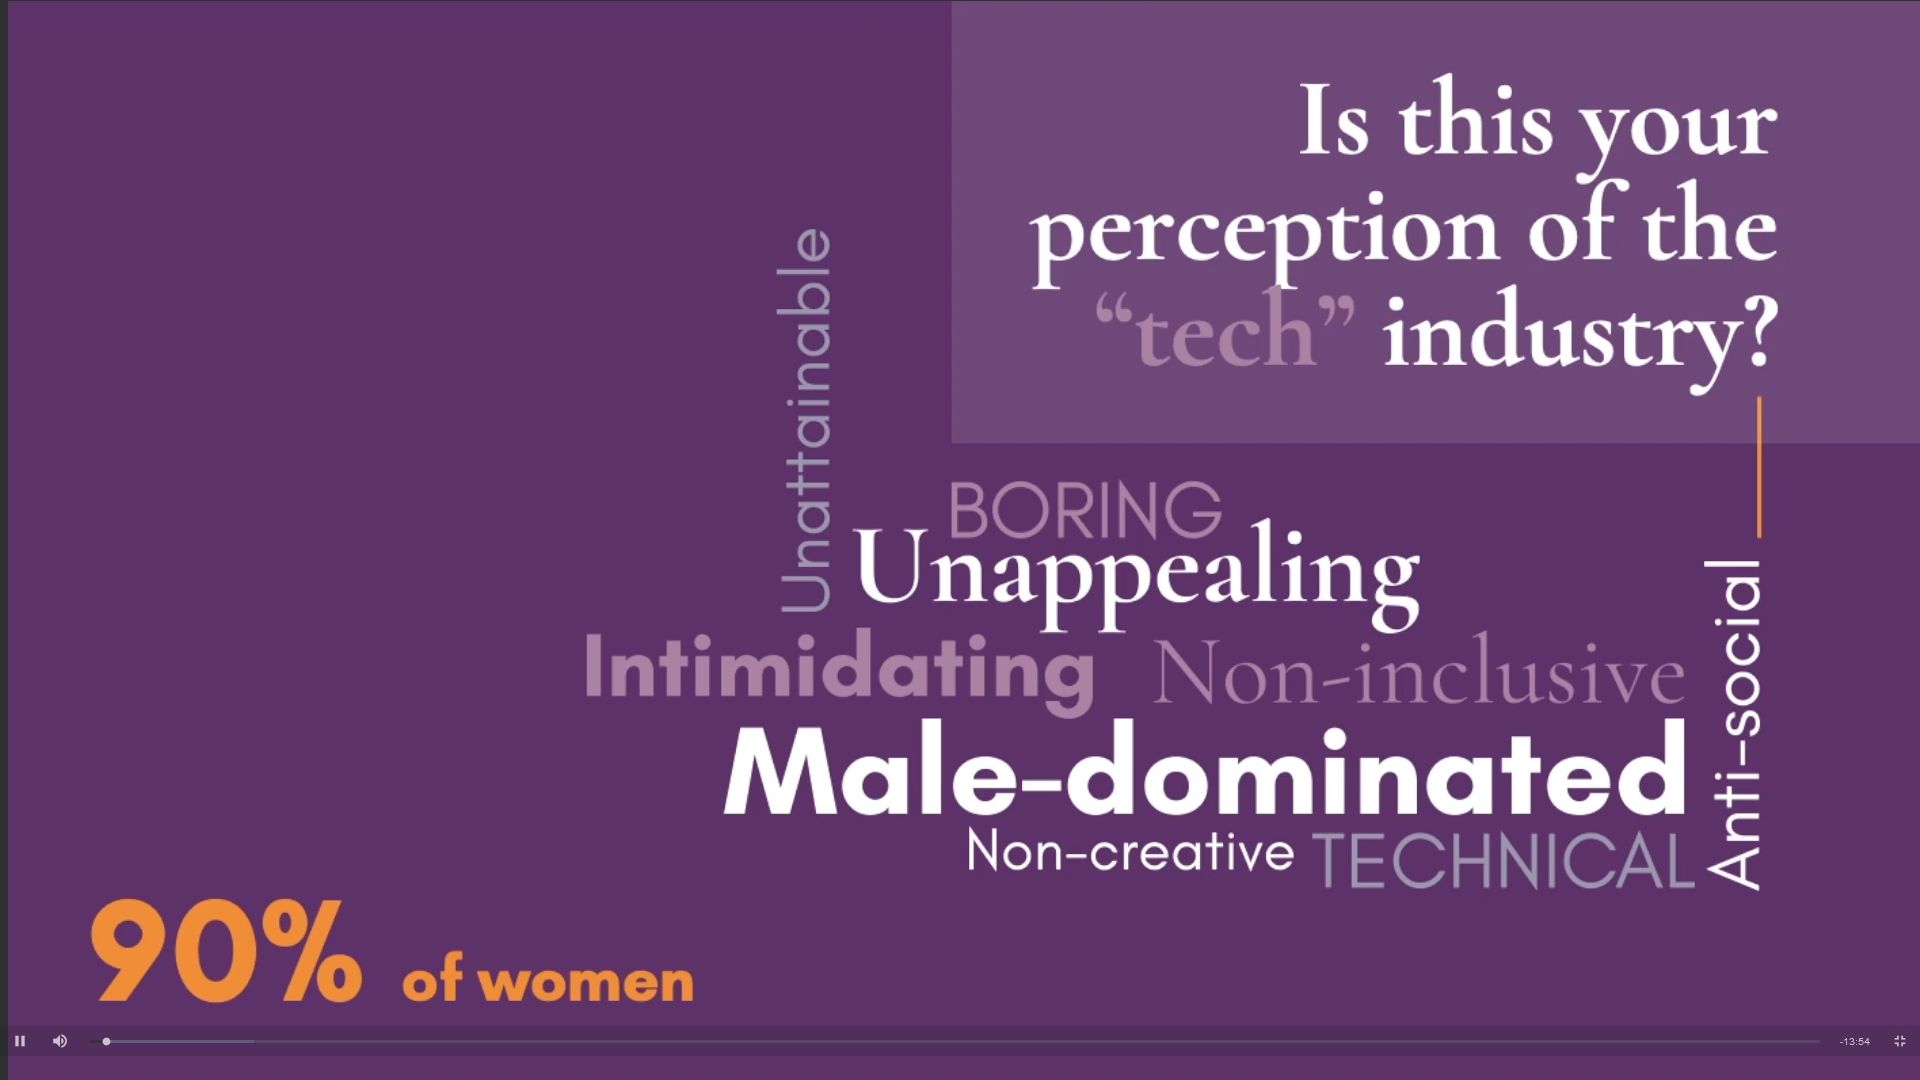 Is this your
perception of the
“tech” industry?
Unattainable
BORING
Unappealing
Intimidating Non-inclusive
Male-dominated
Non-creative TECHNICAL
Anti-social
90% of women
-13:54